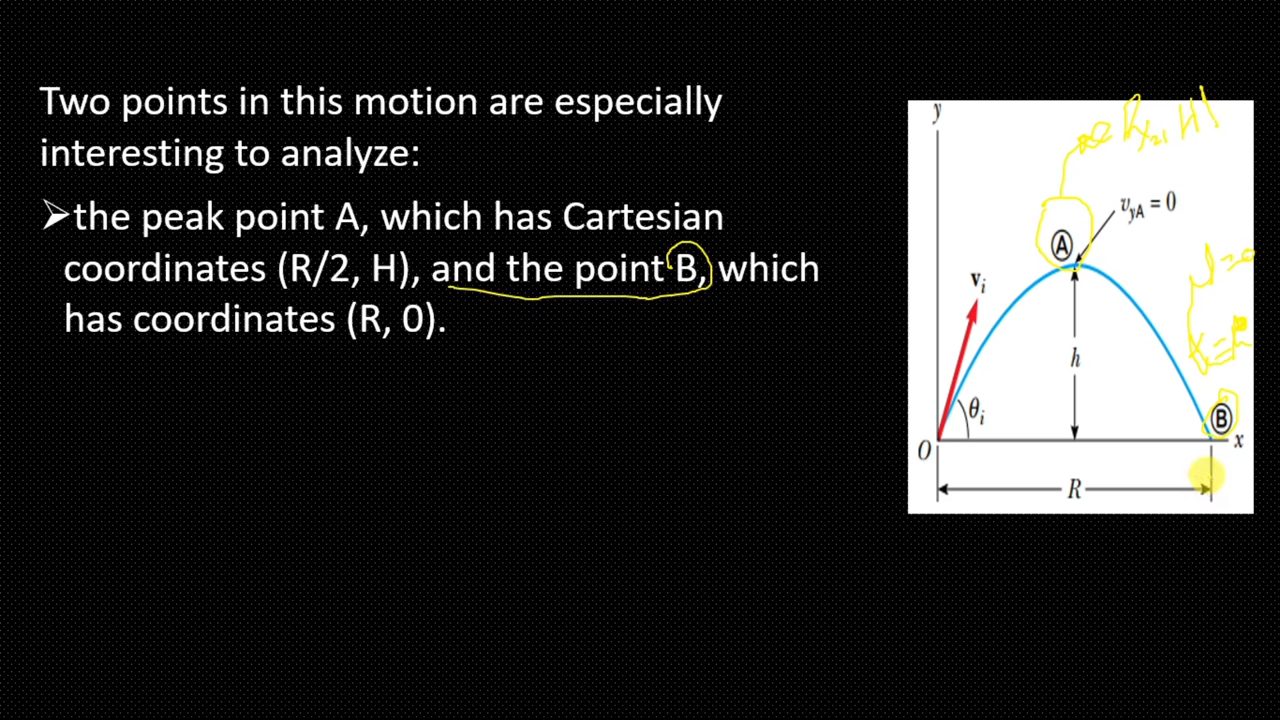 Two points in this motion are especially
interesting to analyze:
➢the peak point A, which has Cartesian
coordinates (R/2, H), and the point B, which
has coordinates (R, 0).
y
v_yA = 0
A
v_i
h
θ_i
B
O
x
R